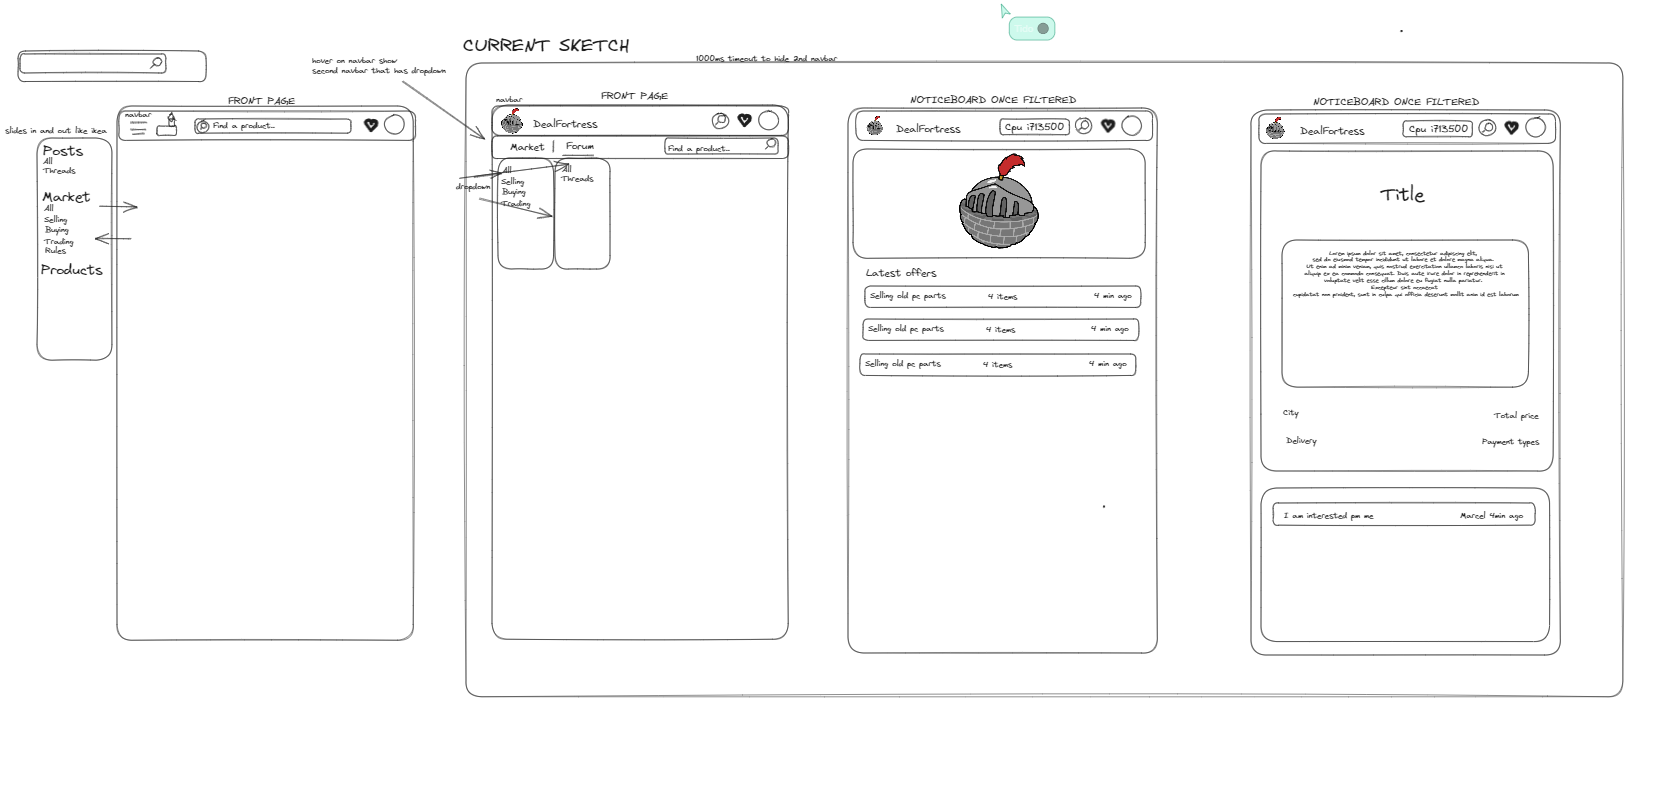 CURRENT SKETCH
1000ms timeout to hide 2nd navbar
hover on navbar show
second navbar that has dropdown
slides in and out like ikea
Posts
All
Threads
Market
All
Selling
Buying
Trading
Rules
Products
FRONT PAGE
navbar
Find a product...
navbar
FRONT PAGE
DealFortress
Market | Forum
Find a product...
dropdown
All
Selling
Buying
Trading
All
Threads
NOTICEBOARD ONCE FILTERED
DealFortress
Cpu i713500
Latest offers
Selling old pc parts 4 items 4 min ago
Selling old pc parts 4 items 4 min ago
Selling old pc parts 4 items 4 min ago
NOTICEBOARD ONCE FILTERED
DealFortress
Cpu i713500
Title
Lorem ipsum dolor sit amet, consectetur adipiscing elit,
sed do eiusmod tempor incididunt ut labore et dolore magna aliqua.
Ut enim ad minim veniam, quis nostrud exercitation ullamco laboris nisi ut
aliquip ex ea commodo consequat. Duis aute irure dolor in reprehenderit in
voluptate velit esse cillum dolore eu fugiat nulla pariatur.
Excepteur sint occaecat
cupidatat non proident, sunt in culpa qui officia deserunt mollit anim id est laborum
City Total price
Delivery Payment types
I am interested pm me Marcel 4min ago